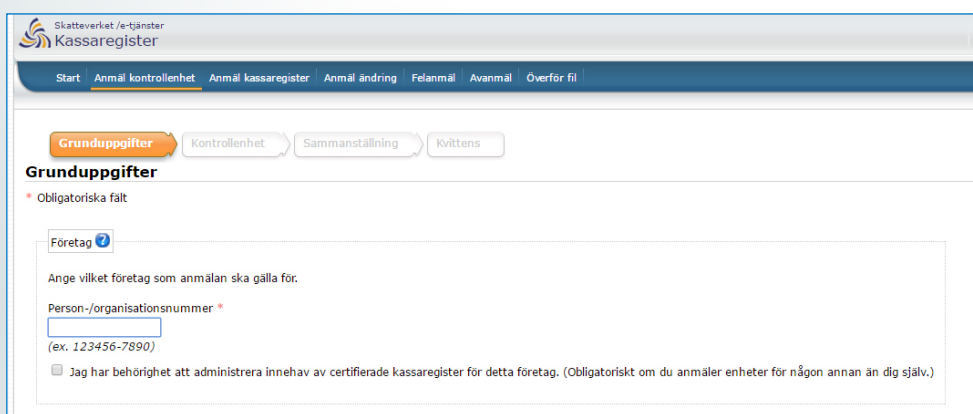 Skatteverket /e-tjänster
Kassaregister
Start Anmäl kontrollenhet Anmäl kassaregister Anmäl ändring Felanmäl Avanmäl Överför fil
Grunduppgifter Kontrollenhet Sammanställning Kvittens
Grunduppgifter
* Obligatoriska fält
Företag ?
Ange vilket företag som anmälan ska gälla för.
Person-/organisationsnummer *
(ex. 123456-7890)
Jag har behörighet att administrera innehav av certifierade kassaregister för detta företag. (Obligatoriskt om du anmäler enheter för någon annan än dig själv.)